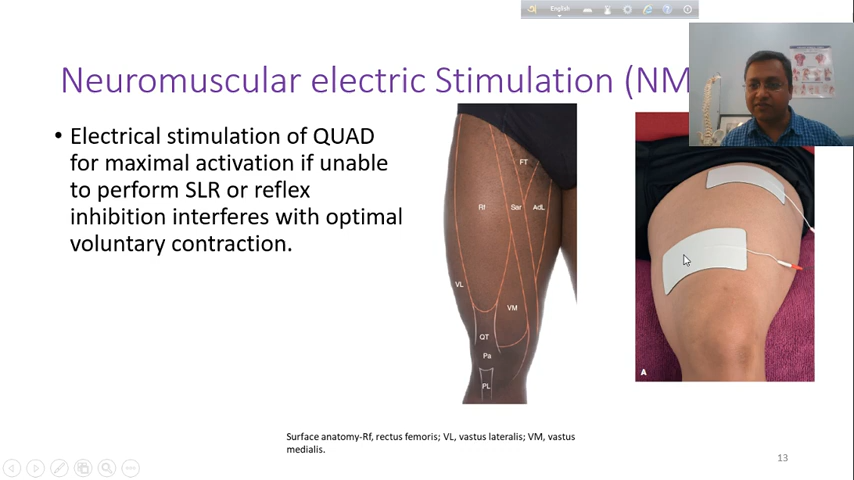 English
Neuromuscular electric Stimulation (NM
• Electrical stimulation of QUAD
for maximal activation if unable
to perform SLR or reflex
inhibition interferes with optimal
voluntary contraction.
FT
Rf Sar AdL
VL
VM
QT
Pa
PL
A
Surface anatomy-Rf, rectus femoris; VL, vastus lateralis; VM, vastus
medialis.
13